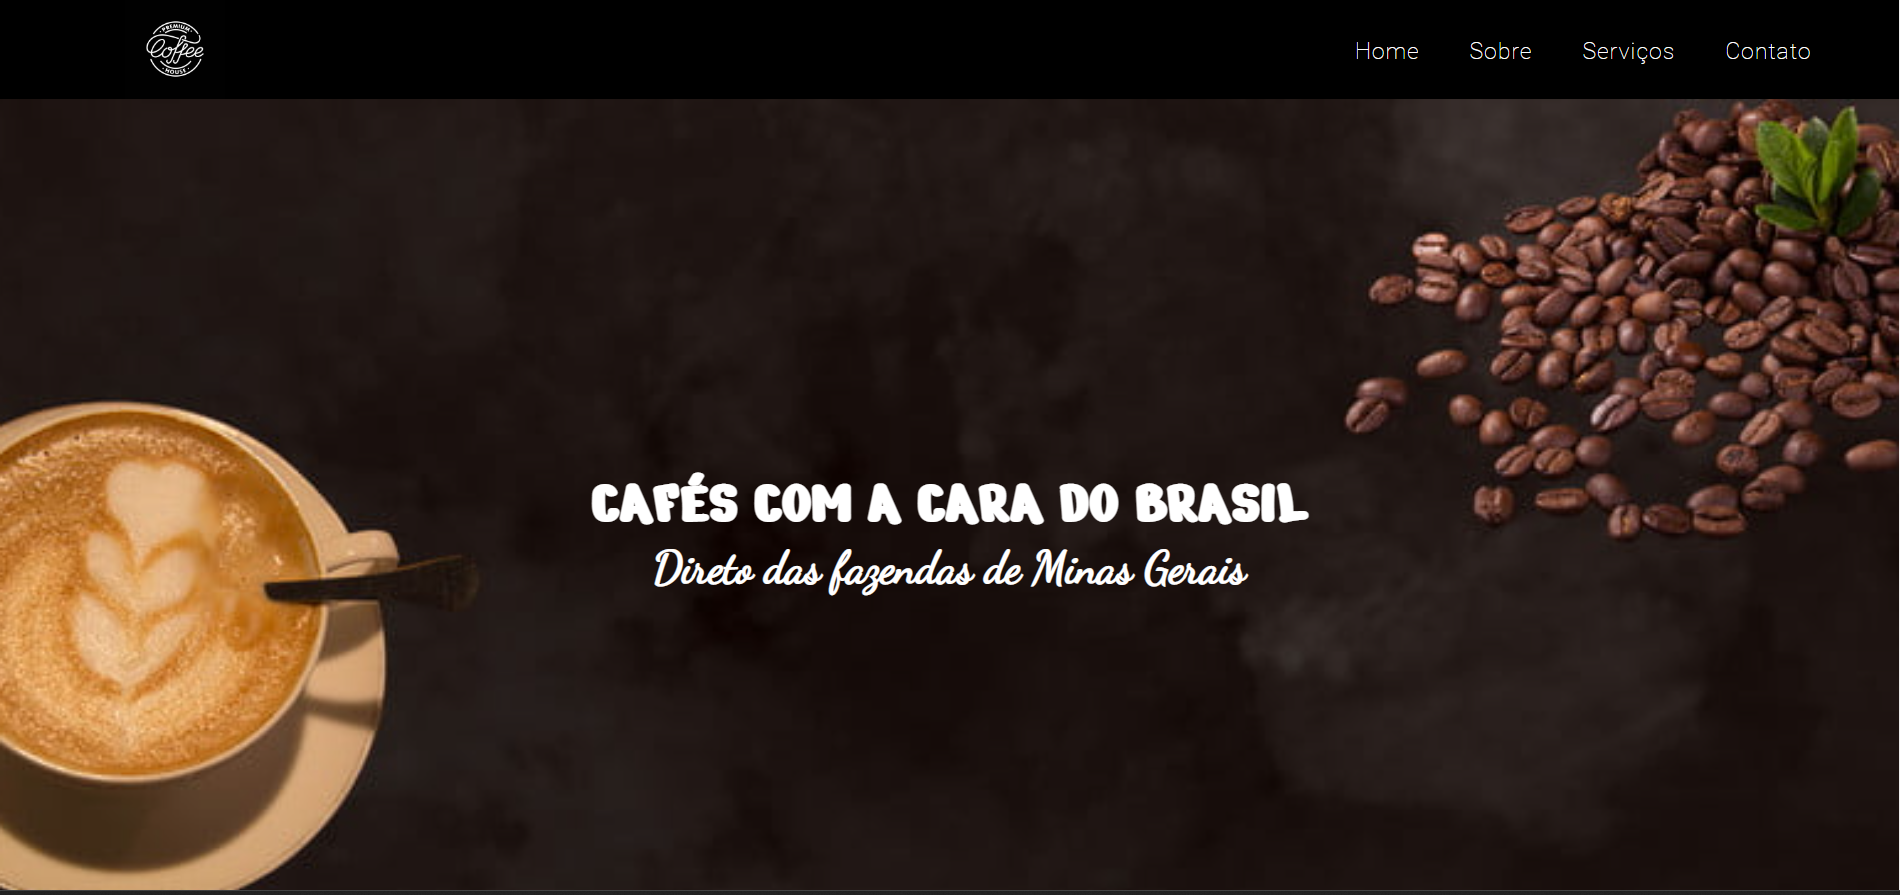 PREMIUM
Coffee
HOUSE
Home Sobre Serviços Contato
CAFÉS COM A CARA DO BRASIL
Direto das fazendas de Minas Gerais